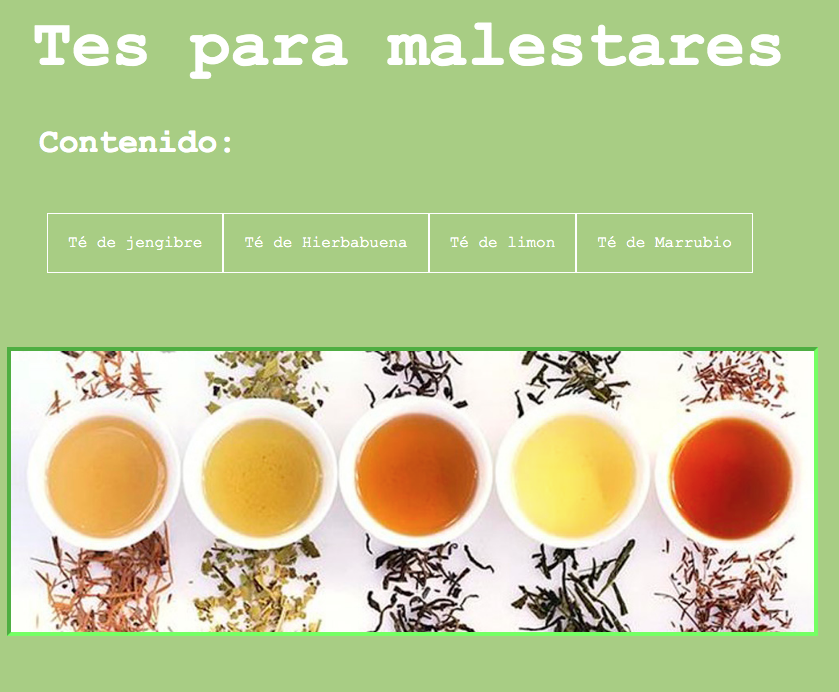 Tes para malestares
Contenido:
Té de jengibre Té de Hierbabuena Té de limon Té de Marrubio